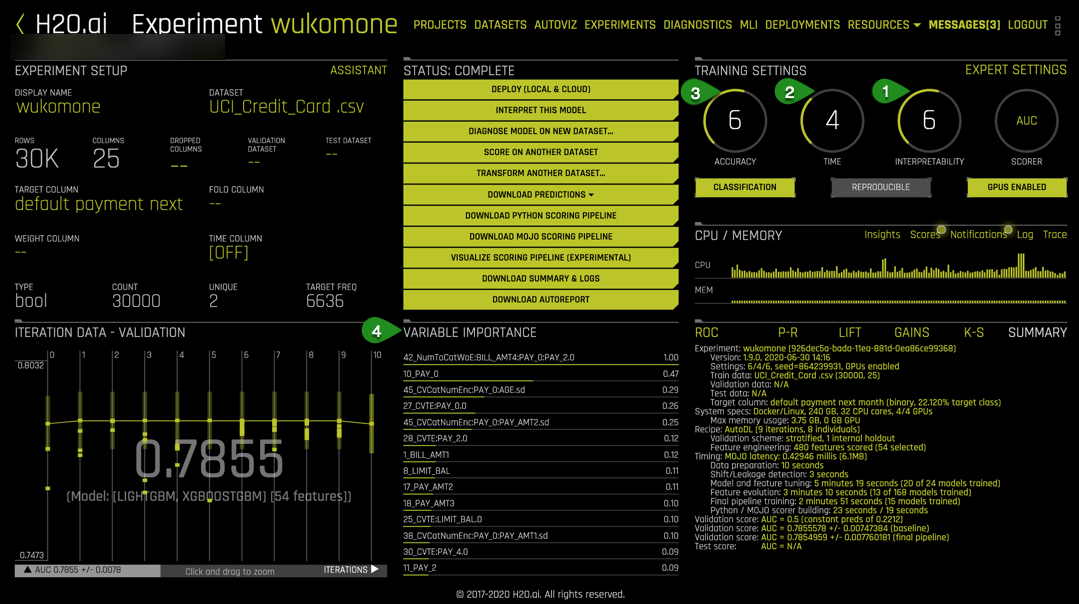 H2O.ai Experiment wukomone
PROJECTS DATASETS AUTOVIZ EXPERIMENTS DIAGNOSTICS MLI DEPLOYMENTS RESOURCES MESSAGES[3] LOGOUT
EXPERIMENT SETUP ASSISTANT
DISPLAY NAME DATASET
wukomone UCI_Credit_Card .csv
ROWS COLUMNS DROPPED COLUMNS VALIDATION DATASET TEST DATASET
30K 25 -- -- --
TARGET COLUMN FOLD COLUMN
default payment next --
WEIGHT COLUMN TIME COLUMN
-- [OFF]
TYPE COUNT UNIQUE TARGET FREQ
bool 30000 2 6636
STATUS: COMPLETE
DEPLOY (LOCAL & CLOUD)
INTERPRET THIS MODEL
DIAGNOSE MODEL ON NEW DATASET...
SCORE ON ANOTHER DATASET
TRANSFORM ANOTHER DATASET...
DOWNLOAD PREDICTIONS
DOWNLOAD PYTHON SCORING PIPELINE
DOWNLOAD MOJO SCORING PIPELINE
VISUALIZE SCORING PIPELINE (EXPERIMENTAL)
DOWNLOAD SUMMARY & LOGS
DOWNLOAD AUTOREPORT
TRAINING SETTINGS EXPERT SETTINGS
3 2 1
6 4 6 AUC
ACCURACY TIME INTERPRETABILITY SCORER
CLASSIFICATION REPRODUCIBLE GPUS ENABLED
CPU / MEMORY Insights Scores Notifications Log Trace
CPU
MEM
ITERATION DATA - VALIDATION
0 1 2 3 4 5 6 7 8 9 10
0.8032
0.7855
(Model: [LIGHTGBM, XGBOOSTGBM] [54 features])
0.7473
AUC 0.7855 +/- 0.0078 Click and drag to zoom ITERATIONS
4
VARIABLE IMPORTANCE
42_NumToCatWoE:BILL_AMT4:PAY_0:PAY_2.0 1.00
10_PAY_0 0.47
45_CVCatNumEnc:PAY_0:AGE.sd 0.29
27_CVTE:PAY_0.0 0.26
45_CVCatNumEnc:PAY_0:PAY_AMT2.sd 0.25
28_CVTE:PAY_2.0 0.12
1_BILL_AMT1 0.12
8_LIMIT_BAL 0.11
17_PAY_AMT2 0.11
18_PAY_AMT3 0.10
25_CVTE:LIMIT_BAL.0 0.10
38_CVCatNumEnc:PAY_0:PAY_AMT1.sd 0.10
30_CVTE:PAY_4.0 0.09
11_PAY_2 0.09
ROC P-R LIFT GAINS K-S SUMMARY
Experiment: wukomone (926dec5a-bada-11ea-881d-0ea86ce99368)
Version: 1.9.0, 2020-06-30 14:16
Settings: 6/4/6, seed=864239931, GPUs enabled
Train data: UCI_Credit_Card .csv (30000, 25)
Validation data: N/A
Test data: N/A
Target column: default payment next month (binary, 22.120% target class)
System specs: Docker/Linux, 240 GB, 32 CPU cores, 4/4 GPUs
Max memory usage: 3.75 GB, 0 GB GPU
Recipe: AutoDL (9 iterations, 8 individuals)
Validation scheme: stratified, 1 internal holdout
Feature engineering: 480 features scored (54 selected)
Timing: MOJO latency: 0.42946 millis (6.1MB)
Data preparation: 10 seconds
Shift/Leakage detection: 3 seconds
Model and feature tuning: 5 minutes 19 seconds (20 of 24 models trained)
Feature evolution: 3 minutes 10 seconds (13 of 168 models trained)
Final pipeline training: 2 minutes 51 seconds (15 models trained)
Python / MOJO scorer building: 23 seconds / 19 seconds
Validation score: AUC = 0.5 (constant preds of 0.2212)
Validation score: AUC = 0.7855578 +/- 0.00747384 (baseline)
Validation score: AUC = 0.7854959 +/- 0.007760181 (final pipeline)
Test score: AUC = N/A
© 2017-2020 H2O.ai. All rights reserved.